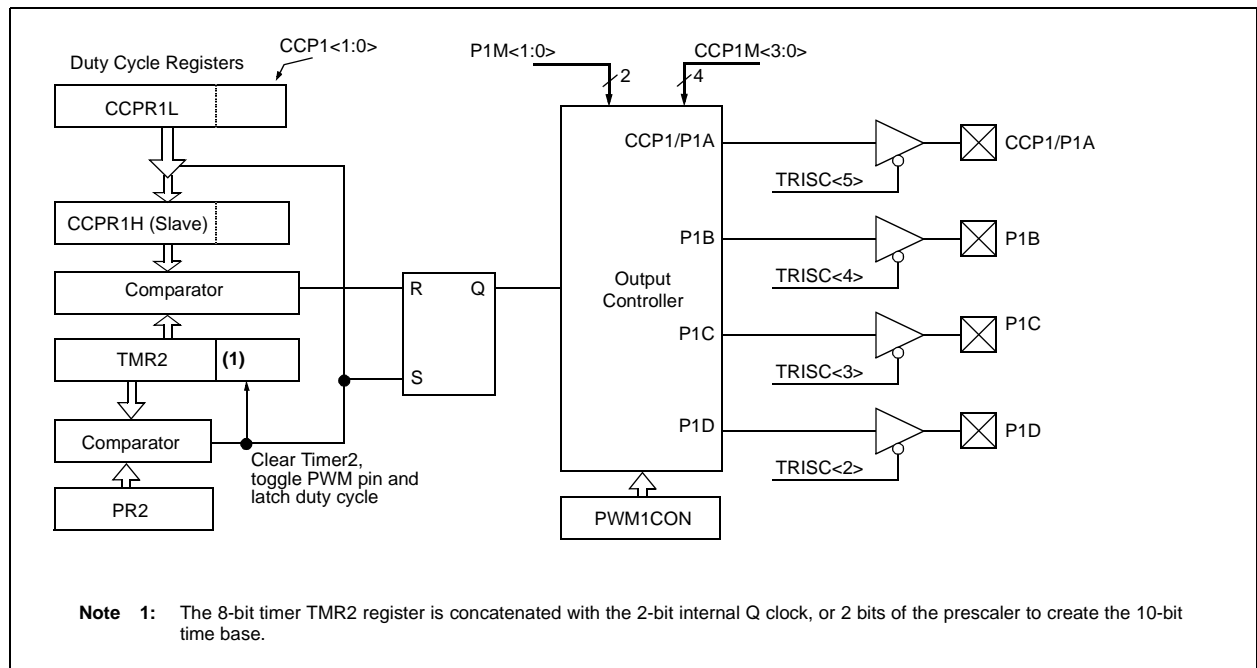 CCP1<1:0>
Duty Cycle Registers
CCPR1L
CCPR1H (Slave)
Comparator
TMR2
(1)
Comparator
PR2
Clear Timer2,
toggle PWM pin and
latch duty cycle
R
Q
S
P1M<1:0>
2
CCP1M<3:0>
4
Output
Controller
CCP1/P1A
P1B
P1C
P1D
PWM1CON
TRISC<5>
CCP1/P1A
TRISC<4>
P1B
TRISC<3>
P1C
TRISC<2>
P1D
Note 1: The 8-bit timer TMR2 register is concatenated with the 2-bit internal Q clock, or 2 bits of the prescaler to create the 10-bit
time base.